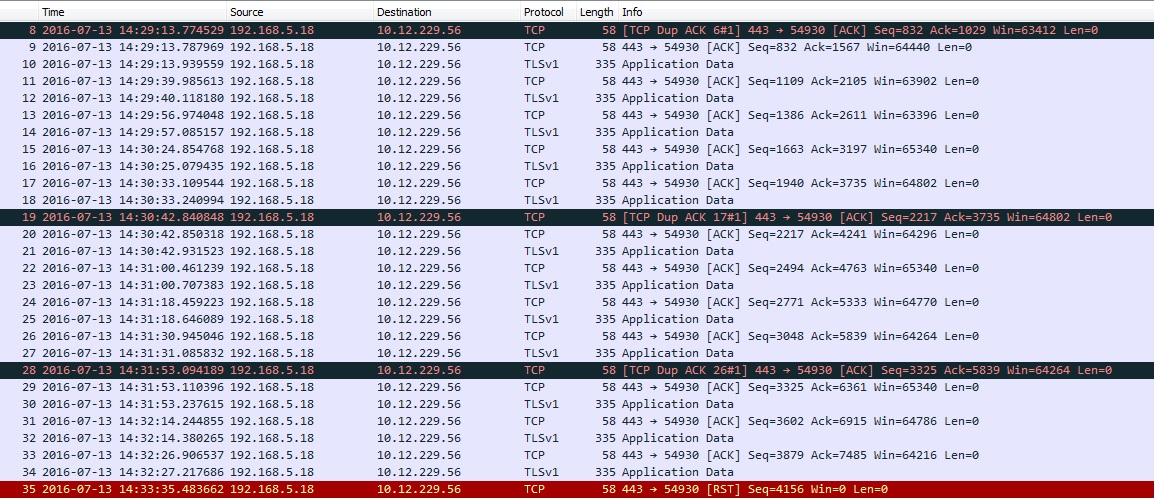 Time Source Destination Protocol Length Info
8 2016-07-13 14:29:13.774529 192.168.5.18 10.12.229.56 TCP 58 [TCP Dup ACK 6#1] 443 → 54930 [ACK] Seq=832 Ack=1029 Win=63412 Len=0
9 2016-07-13 14:29:13.787969 192.168.5.18 10.12.229.56 TCP 58 443 → 54930 [ACK] Seq=832 Ack=1567 Win=64440 Len=0
10 2016-07-13 14:29:13.939559 192.168.5.18 10.12.229.56 TLSv1 335 Application Data
11 2016-07-13 14:29:39.985613 192.168.5.18 10.12.229.56 TCP 58 443 → 54930 [ACK] Seq=1109 Ack=2105 Win=63902 Len=0
12 2016-07-13 14:29:40.118180 192.168.5.18 10.12.229.56 TLSv1 335 Application Data
13 2016-07-13 14:29:56.974048 192.168.5.18 10.12.229.56 TCP 58 443 → 54930 [ACK] Seq=1386 Ack=2611 Win=63396 Len=0
14 2016-07-13 14:29:57.085157 192.168.5.18 10.12.229.56 TLSv1 335 Application Data
15 2016-07-13 14:30:24.854768 192.168.5.18 10.12.229.56 TCP 58 443 → 54930 [ACK] Seq=1663 Ack=3197 Win=65340 Len=0
16 2016-07-13 14:30:25.079435 192.168.5.18 10.12.229.56 TLSv1 335 Application Data
17 2016-07-13 14:30:33.109544 192.168.5.18 10.12.229.56 TCP 58 443 → 54930 [ACK] Seq=1940 Ack=3735 Win=64802 Len=0
18 2016-07-13 14:30:33.240994 192.168.5.18 10.12.229.56 TLSv1 335 Application Data
19 2016-07-13 14:30:42.840848 192.168.5.18 10.12.229.56 TCP 58 [TCP Dup ACK 17#1] 443 → 54930 [ACK] Seq=2217 Ack=3735 Win=64802 Len=0
20 2016-07-13 14:30:42.850318 192.168.5.18 10.12.229.56 TCP 58 443 → 54930 [ACK] Seq=2217 Ack=4241 Win=64296 Len=0
21 2016-07-13 14:30:42.931523 192.168.5.18 10.12.229.56 TLSv1 335 Application Data
22 2016-07-13 14:31:00.461239 192.168.5.18 10.12.229.56 TCP 58 443 → 54930 [ACK] Seq=2494 Ack=4763 Win=65340 Len=0
23 2016-07-13 14:31:00.707383 192.168.5.18 10.12.229.56 TLSv1 335 Application Data
24 2016-07-13 14:31:18.459223 192.168.5.18 10.12.229.56 TCP 58 443 → 54930 [ACK] Seq=2771 Ack=5333 Win=64770 Len=0
25 2016-07-13 14:31:18.646089 192.168.5.18 10.12.229.56 TLSv1 335 Application Data
26 2016-07-13 14:31:30.945046 192.168.5.18 10.12.229.56 TCP 58 443 → 54930 [ACK] Seq=3048 Ack=5839 Win=64264 Len=0
27 2016-07-13 14:31:31.085832 192.168.5.18 10.12.229.56 TLSv1 335 Application Data
28 2016-07-13 14:31:53.094189 192.168.5.18 10.12.229.56 TCP 58 [TCP Dup ACK 26#1] 443 → 54930 [ACK] Seq=3325 Ack=5839 Win=64264 Len=0
29 2016-07-13 14:31:53.110396 192.168.5.18 10.12.229.56 TCP 58 443 → 54930 [ACK] Seq=3325 Ack=6361 Win=65340 Len=0
30 2016-07-13 14:31:53.237615 192.168.5.18 10.12.229.56 TLSv1 335 Application Data
31 2016-07-13 14:32:14.244855 192.168.5.18 10.12.229.56 TCP 58 443 → 54930 [ACK] Seq=3602 Ack=6915 Win=64786 Len=0
32 2016-07-13 14:32:14.380265 192.168.5.18 10.12.229.56 TLSv1 335 Application Data
33 2016-07-13 14:32:26.906537 192.168.5.18 10.12.229.56 TCP 58 443 → 54930 [ACK] Seq=3879 Ack=7485 Win=64216 Len=0
34 2016-07-13 14:32:27.217686 192.168.5.18 10.12.229.56 TLSv1 335 Application Data
35 2016-07-13 14:33:35.483662 192.168.5.18 10.12.229.56 TCP 58 443 → 54930 [RST] Seq=4156 Win=0 Len=0